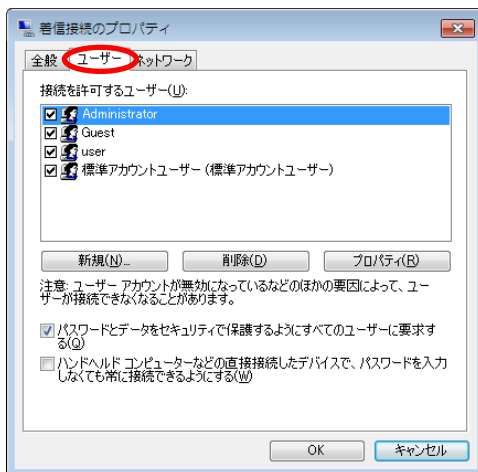 着信接続のプロパティ
全般 ユーザー ネットワーク
接続を許可するユーザー(U):
Administrator
Guest
user
標準アカウントユーザー (標準アカウントユーザー)
新規(N)... 削除(D) プロパティ(R)
注意: ユーザー アカウントが無効になっているなどのほかの要因によって、ユー
ザーが接続できなくなることがあります。
パスワードとデータをセキュリティで保護するようにすべてのユーザーに要求す
る(Q)
ハンドヘルド コンピューターなどの直接接続したデバイスで、パスワードを入力
しなくても常に接続できるようにする(W)
OK キャンセル